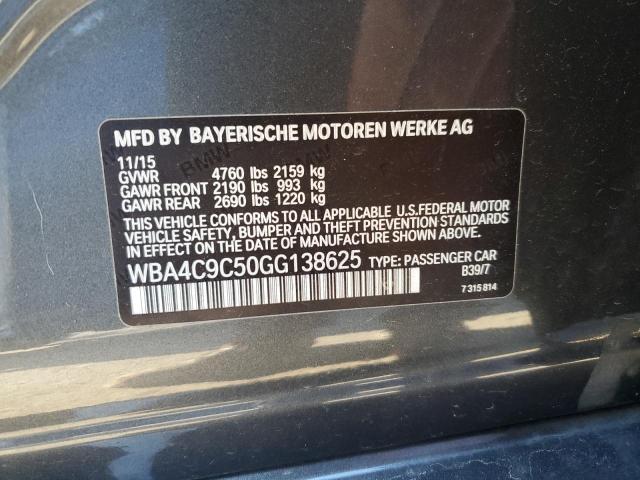 MFD BY BAYERISCHE MOTOREN WERKE AG
11/15
GVWR 4760 lbs 2159 kg
GAWR FRONT 2190 lbs 993 kg
GAWR REAR 2690 lbs 1220 kg
THIS VEHICLE CONFORMS TO ALL APPLICABLE U.S.FEDERAL MOTOR
VEHICLE SAFETY, BUMPER AND THEFT PREVENTION STANDARDS
IN EFFECT ON THE DATE OF MANUFACTURE SHOWN ABOVE.
WBA4C9C50GG138625 TYPE: PASSENGER CAR
B39/7
7 315 814